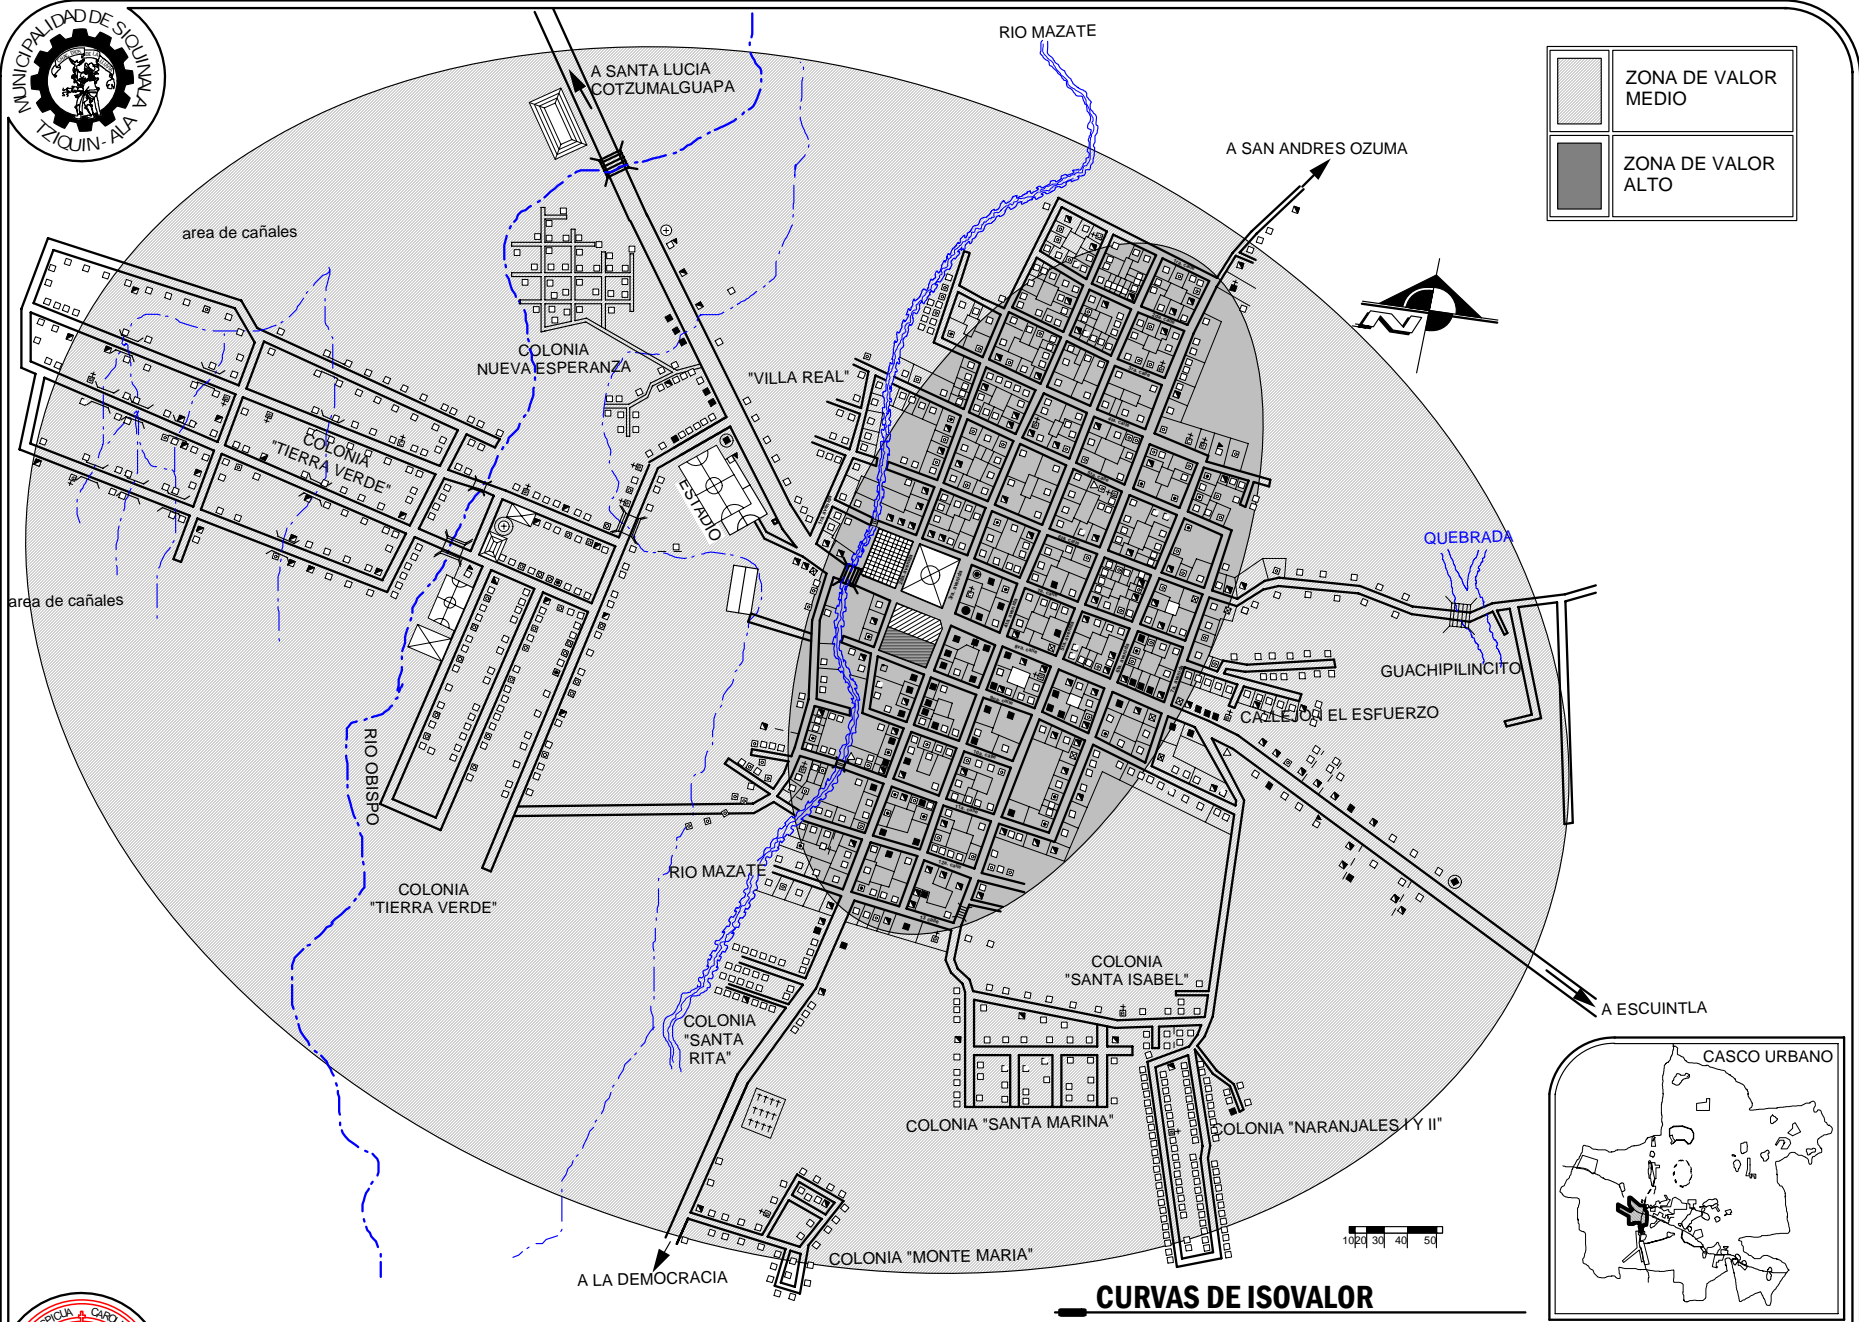 MUNICIPALIDAD DE SIQUINALA
TZIQUIN- ALA
RIO MAZATE
A SANTA LUCIA
COTZUMALGUAPA
ZONA DE VALOR
MEDIO
ZONA DE VALOR
ALTO
A SAN ANDRES OZUMA
area de cañales
COLONIA
NUEVA ESPERANZA
"VILLA REAL"
COLONIA
"TIERRA VERDE"
ESTADIO
QUEBRADA
area de cañales
GUACHIPILINCITO
CALLEJON EL ESFUERZO
RIO OBISPO
RIO MAZATE
COLONIA
"TIERRA VERDE"
COLONIA
"SANTA ISABEL"
A ESCUINTLA
COLONIA
"SANTA
RITA"
CASCO URBANO
COLONIA "SANTA MARINA"
COLONIA "NARANJALES I Y II"
10 20 30 40 50
COLONIA "MONTE MARIA"
A LA DEMOCRACIA
CURVAS DE ISOVALOR